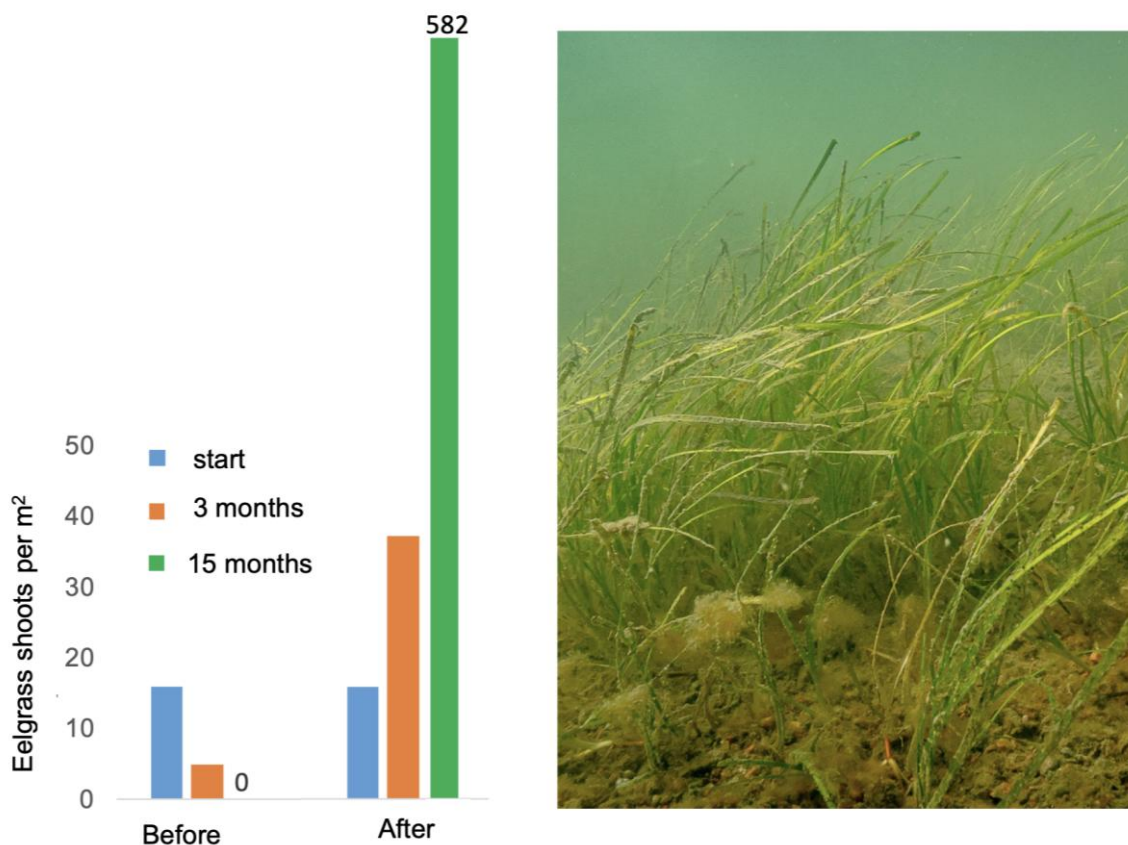 582
50
40
30
20
10
0
Eelgrass shoots per m²
start
3 months
15 months
0
Before
After